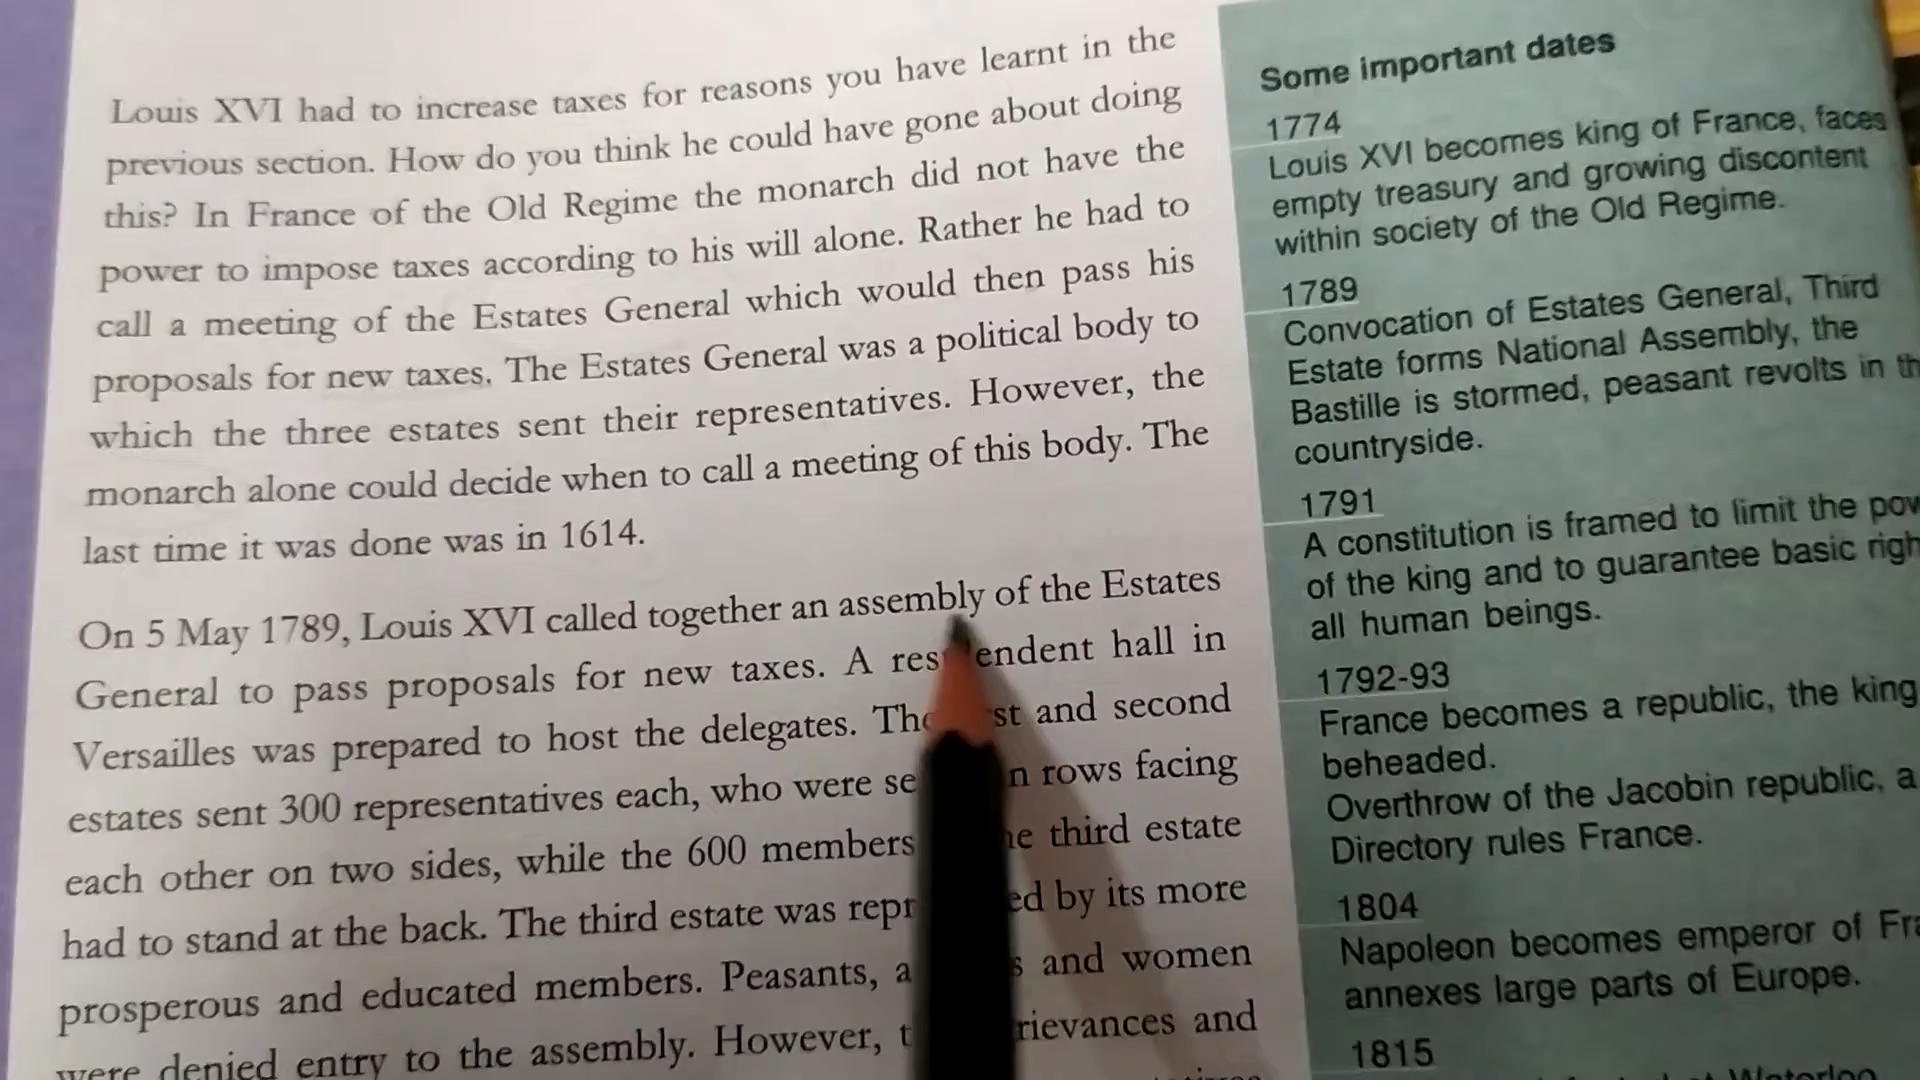 Louis XVI had to increase taxes for reasons you have learnt in the
previous section. How do you think he could have gone about doing
this? In France of the Old Regime the monarch did not have the
power to impose taxes according to his will alone. Rather he had to
call a meeting of the Estates General which would then pass his
proposals for new taxes. The Estates General was a political body to
which the three estates sent their representatives. However, the
monarch alone could decide when to call a meeting of this body. The
last time it was done was in 1614.
On 5 May 1789, Louis XVI called together an assembly of the Estates
General to pass proposals for new taxes. A res endent hall in
Versailles was prepared to host the delegates. The st and second
estates sent 300 representatives each, who were se n rows facing
each other on two sides, while the 600 members he third estate
had to stand at the back. The third estate was repr ed by its more
prosperous and educated members. Peasants, a s and women
were denied entry to the assembly. However, t rievances and
Some important dates
1774
Louis XVI becomes king of France, faces
empty treasury and growing discontent
within society of the Old Regime.
1789
Convocation of Estates General, Third
Estate forms National Assembly, the
Bastille is stormed, peasant revolts in th
countryside.
1791
A constitution is framed to limit the pow
of the king and to guarantee basic righ
all human beings.
1792-93
France becomes a republic, the king
beheaded.
Overthrow of the Jacobin republic, a
Directory rules France.
1804
Napoleon becomes emperor of Fra
annexes large parts of Europe.
1815
Waterloo